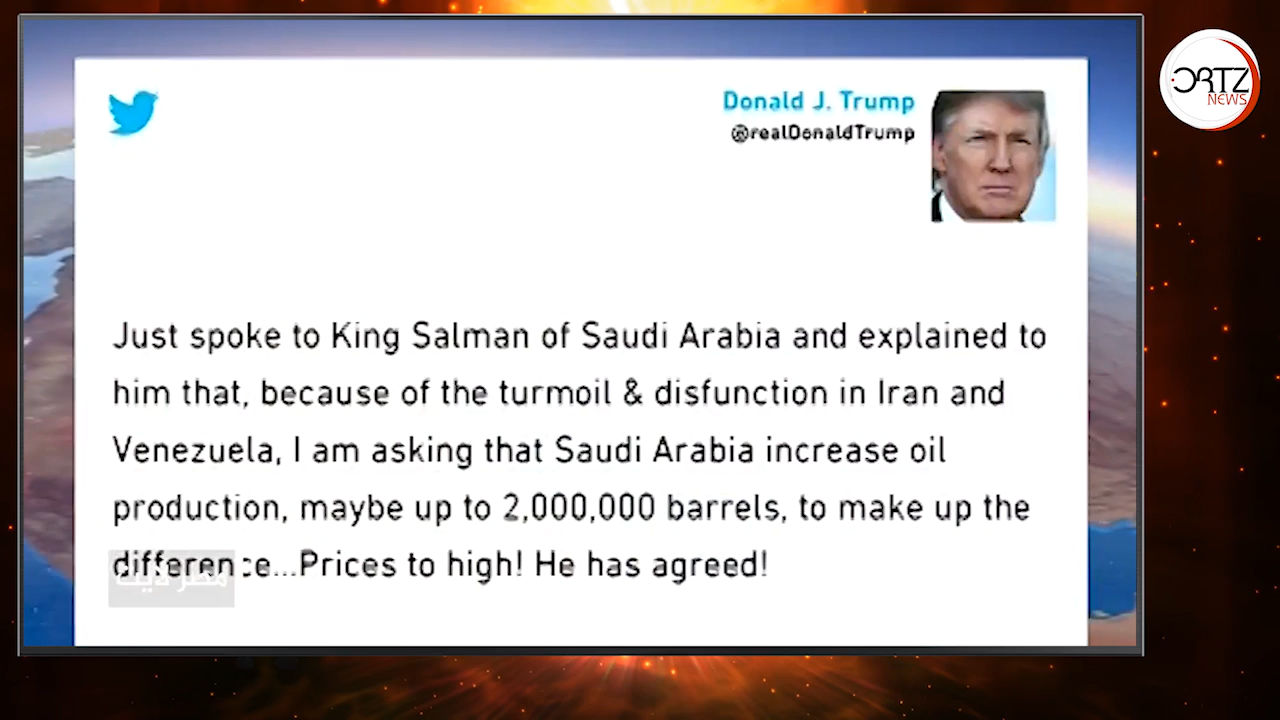 ORTZ
NEWS
Donald J. Trump
@realDonaldTrump
Just spoke to King Salman of Saudi Arabia and explained to
him that, because of the turmoil & disfunction in Iran and
Venezuela, I am asking that Saudi Arabia increase oil
production, maybe up to 2,000,000 barrels, to make up the
difference...Prices to high! He has agreed!